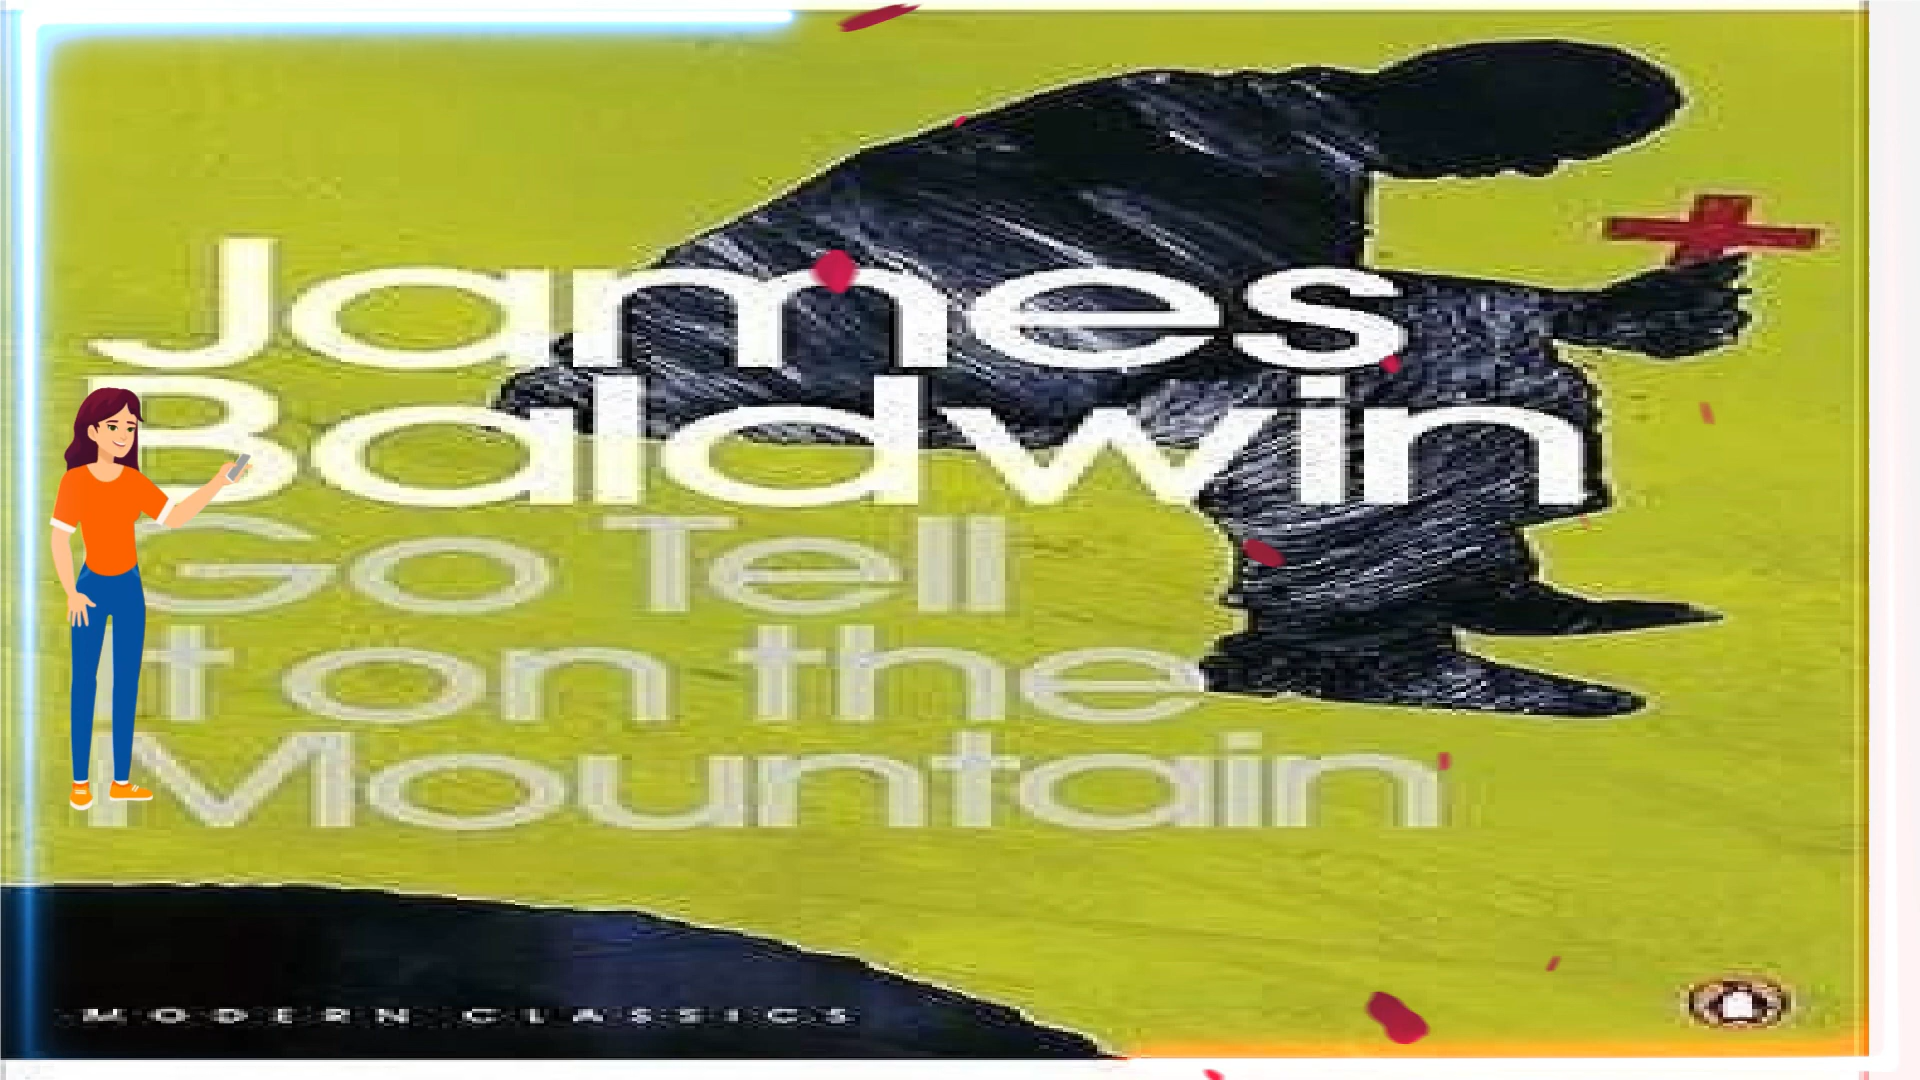 James
Baldwin
Go Tell
it on the
Mountain
MODERN CLASSICS